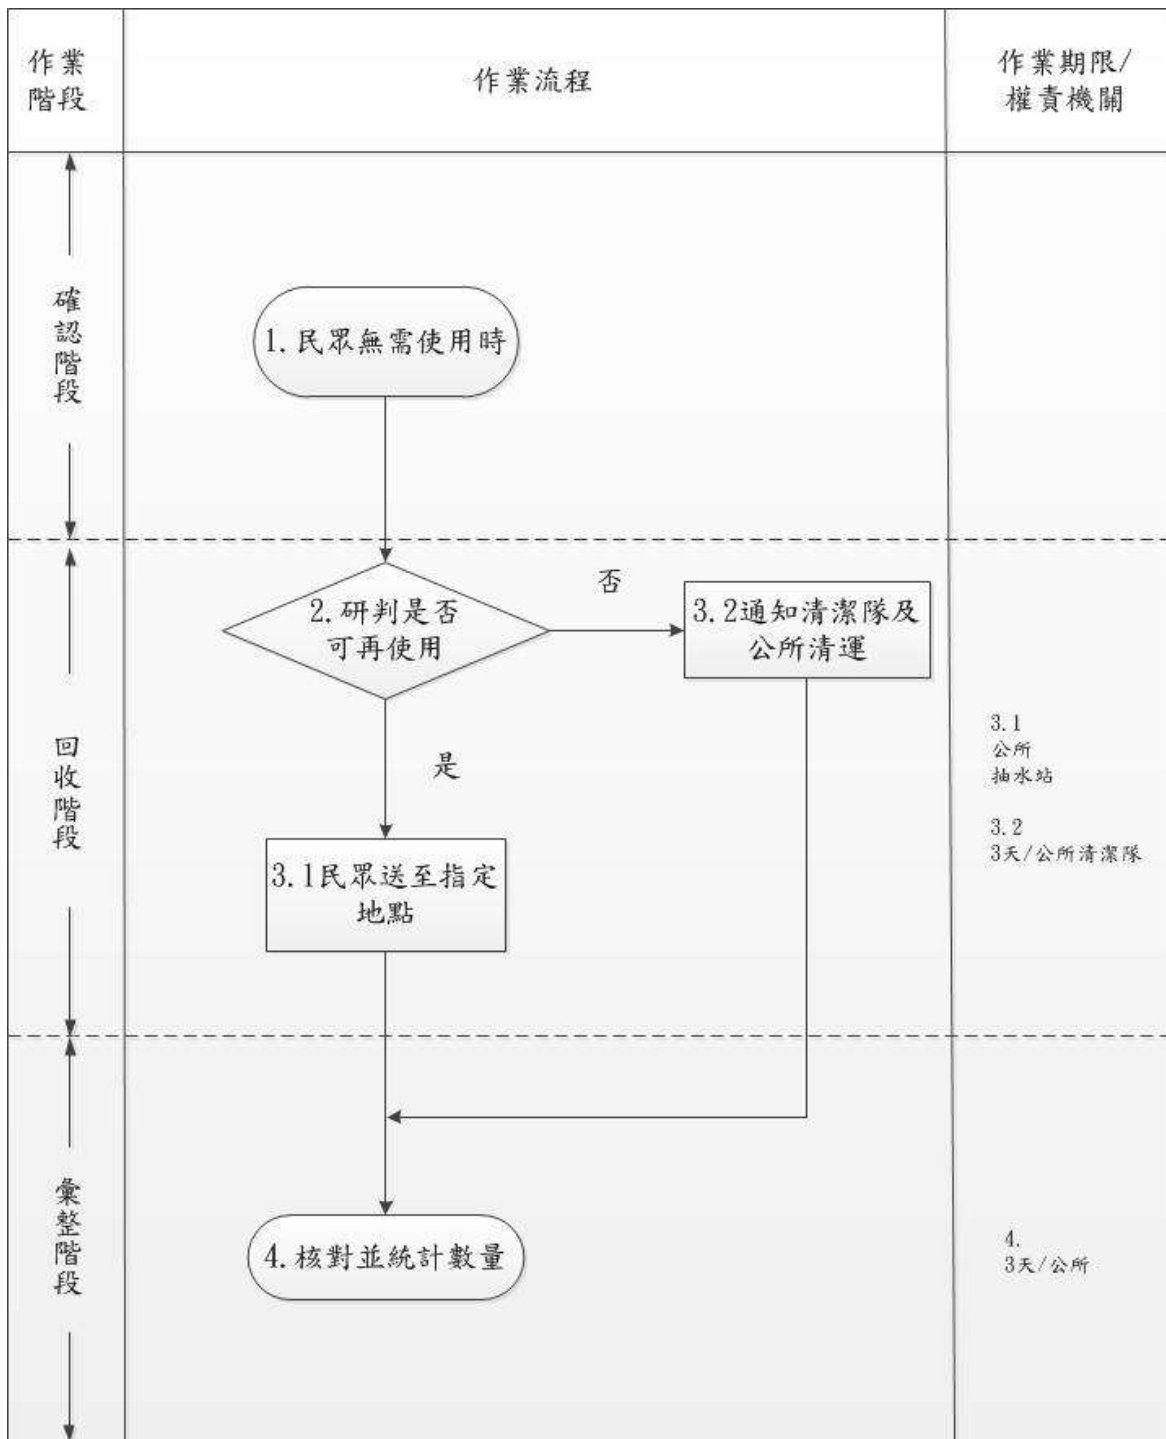 作業
階段
作業流程
作業期限/
權責機關
確認階段
1.民眾無需使用時
回收階段
2.研判是否
可再使用
否
3.2通知清潔隊及
公所清運
是
3.1民眾送至指定
地點
3.1
公所
抽水站
3.2
3天/公所清潔隊
彙整階段
4.核對並統計數量
4.
3天/公所